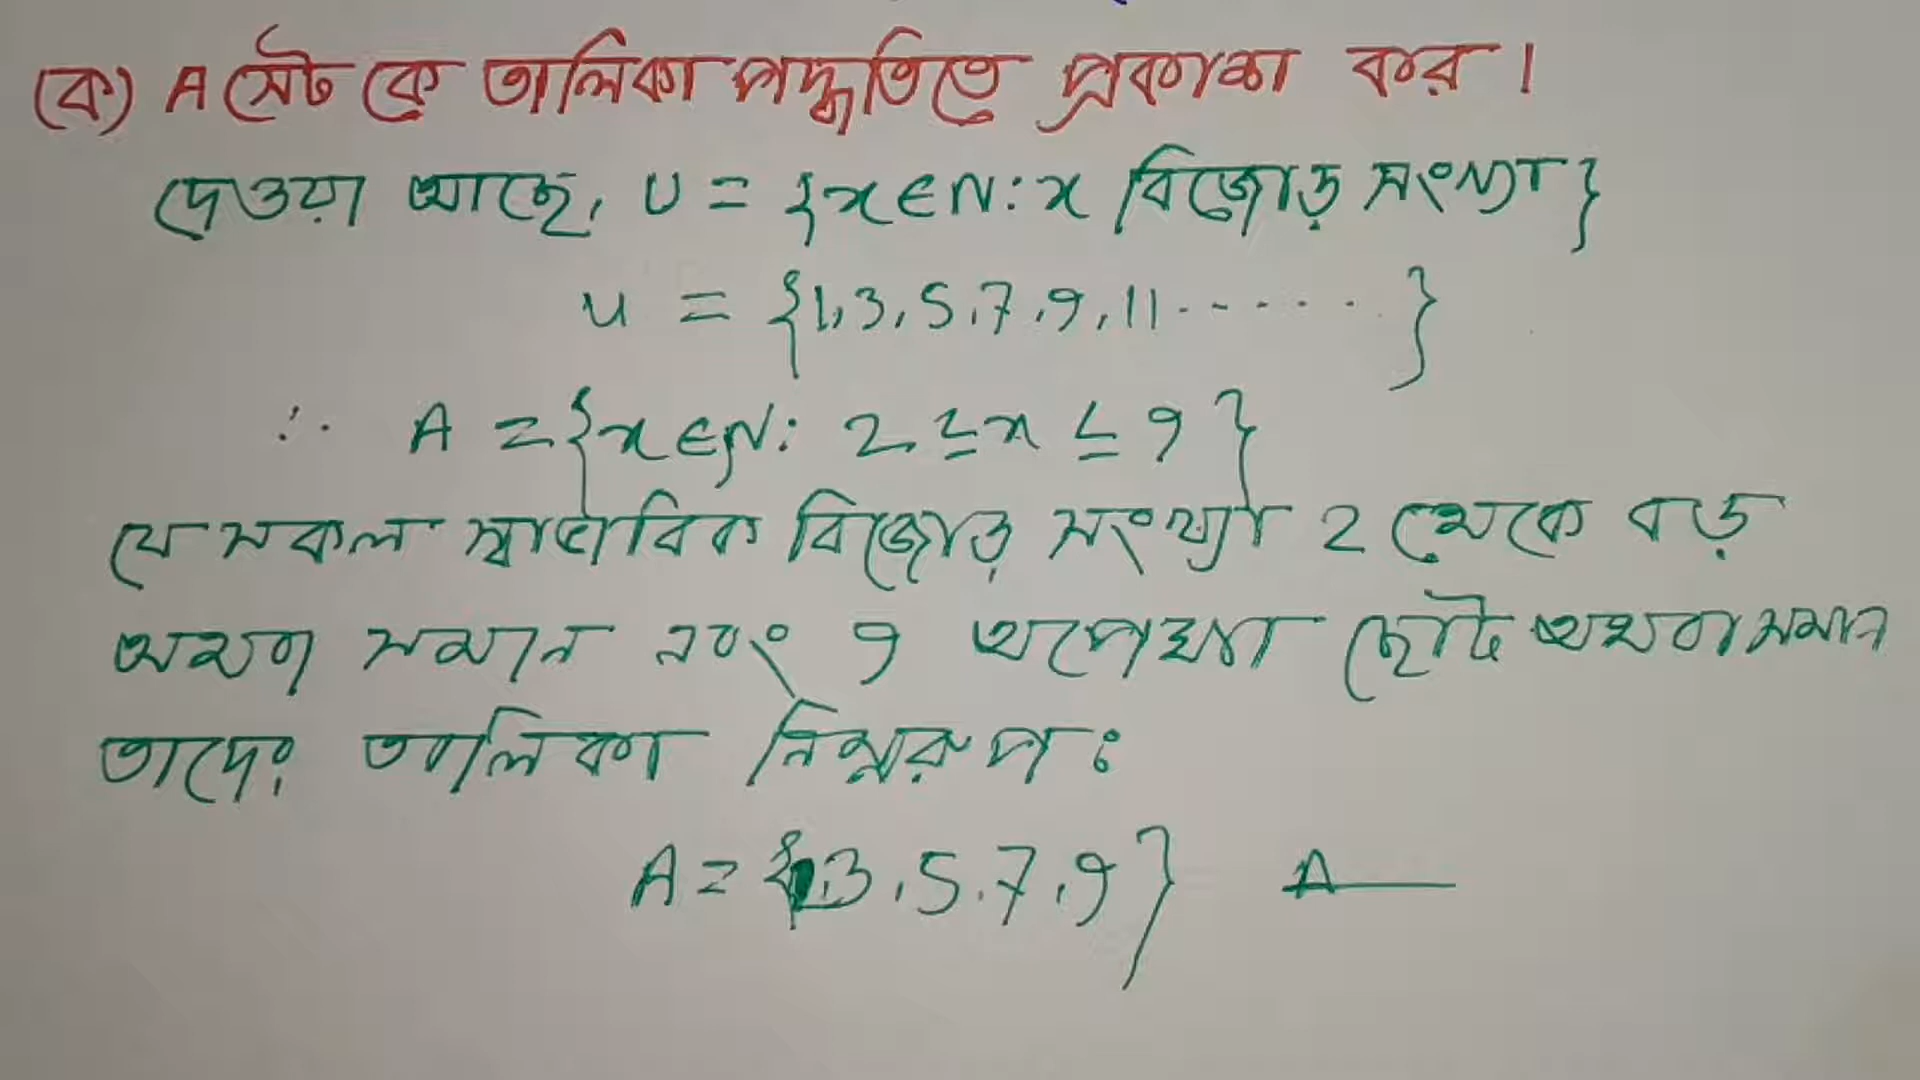 (ক) A সেট কে তালিকা পদ্ধতিতে প্রকাশ কর ।
দেওয়া আছে, U = {x∈N: x বিজোড় সংখ্যা}
U = {1,3,5,7,9,11......}
∴ A = {x∈N: 2 ≤ x ≤ 9}
যে সকল স্বাভাবিক বিজোড় সংখ্যা 2 থেকে বড়
অথবা সমান এবং 9 অপেক্ষা ছোট অথবা সমান
তাদের তালিকা নিম্নরুপঃ
A = {3,5,7,9} A